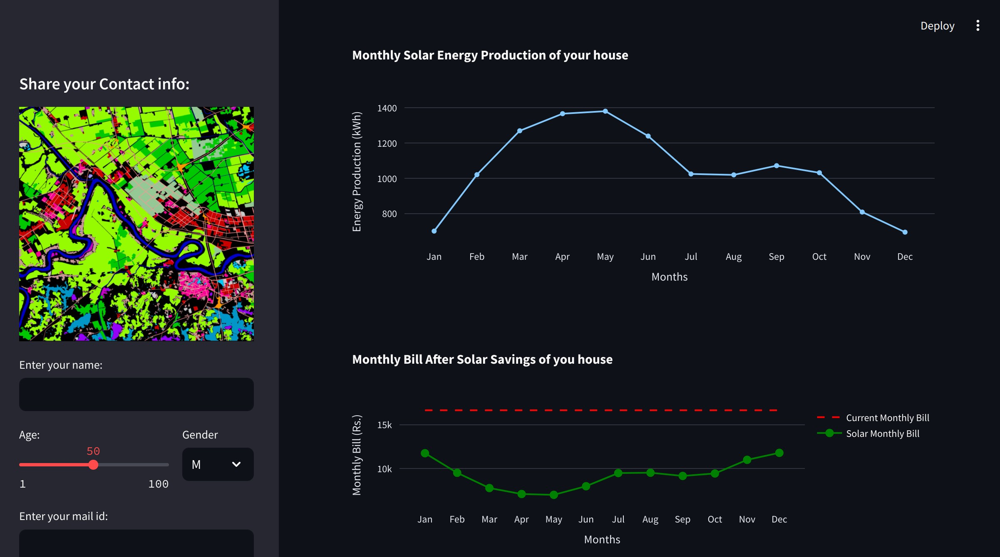 Deploy
Share your Contact info:
Enter your name:
Age:
Gender
50
M
1
100
Enter your mail id:
Monthly Solar Energy Production of your house
Energy Production (kWh)
1400
1200
1000
800
Jan Feb Mar Apr May Jun Jul Aug Sep Oct Nov Dec
Months
Monthly Bill After Solar Savings of you house
Monthly Bill (Rs.)
15k
10k
Current Monthly Bill
Solar Monthly Bill
Jan Feb Mar Apr May Jun Jul Aug Sep Oct Nov Dec
Months